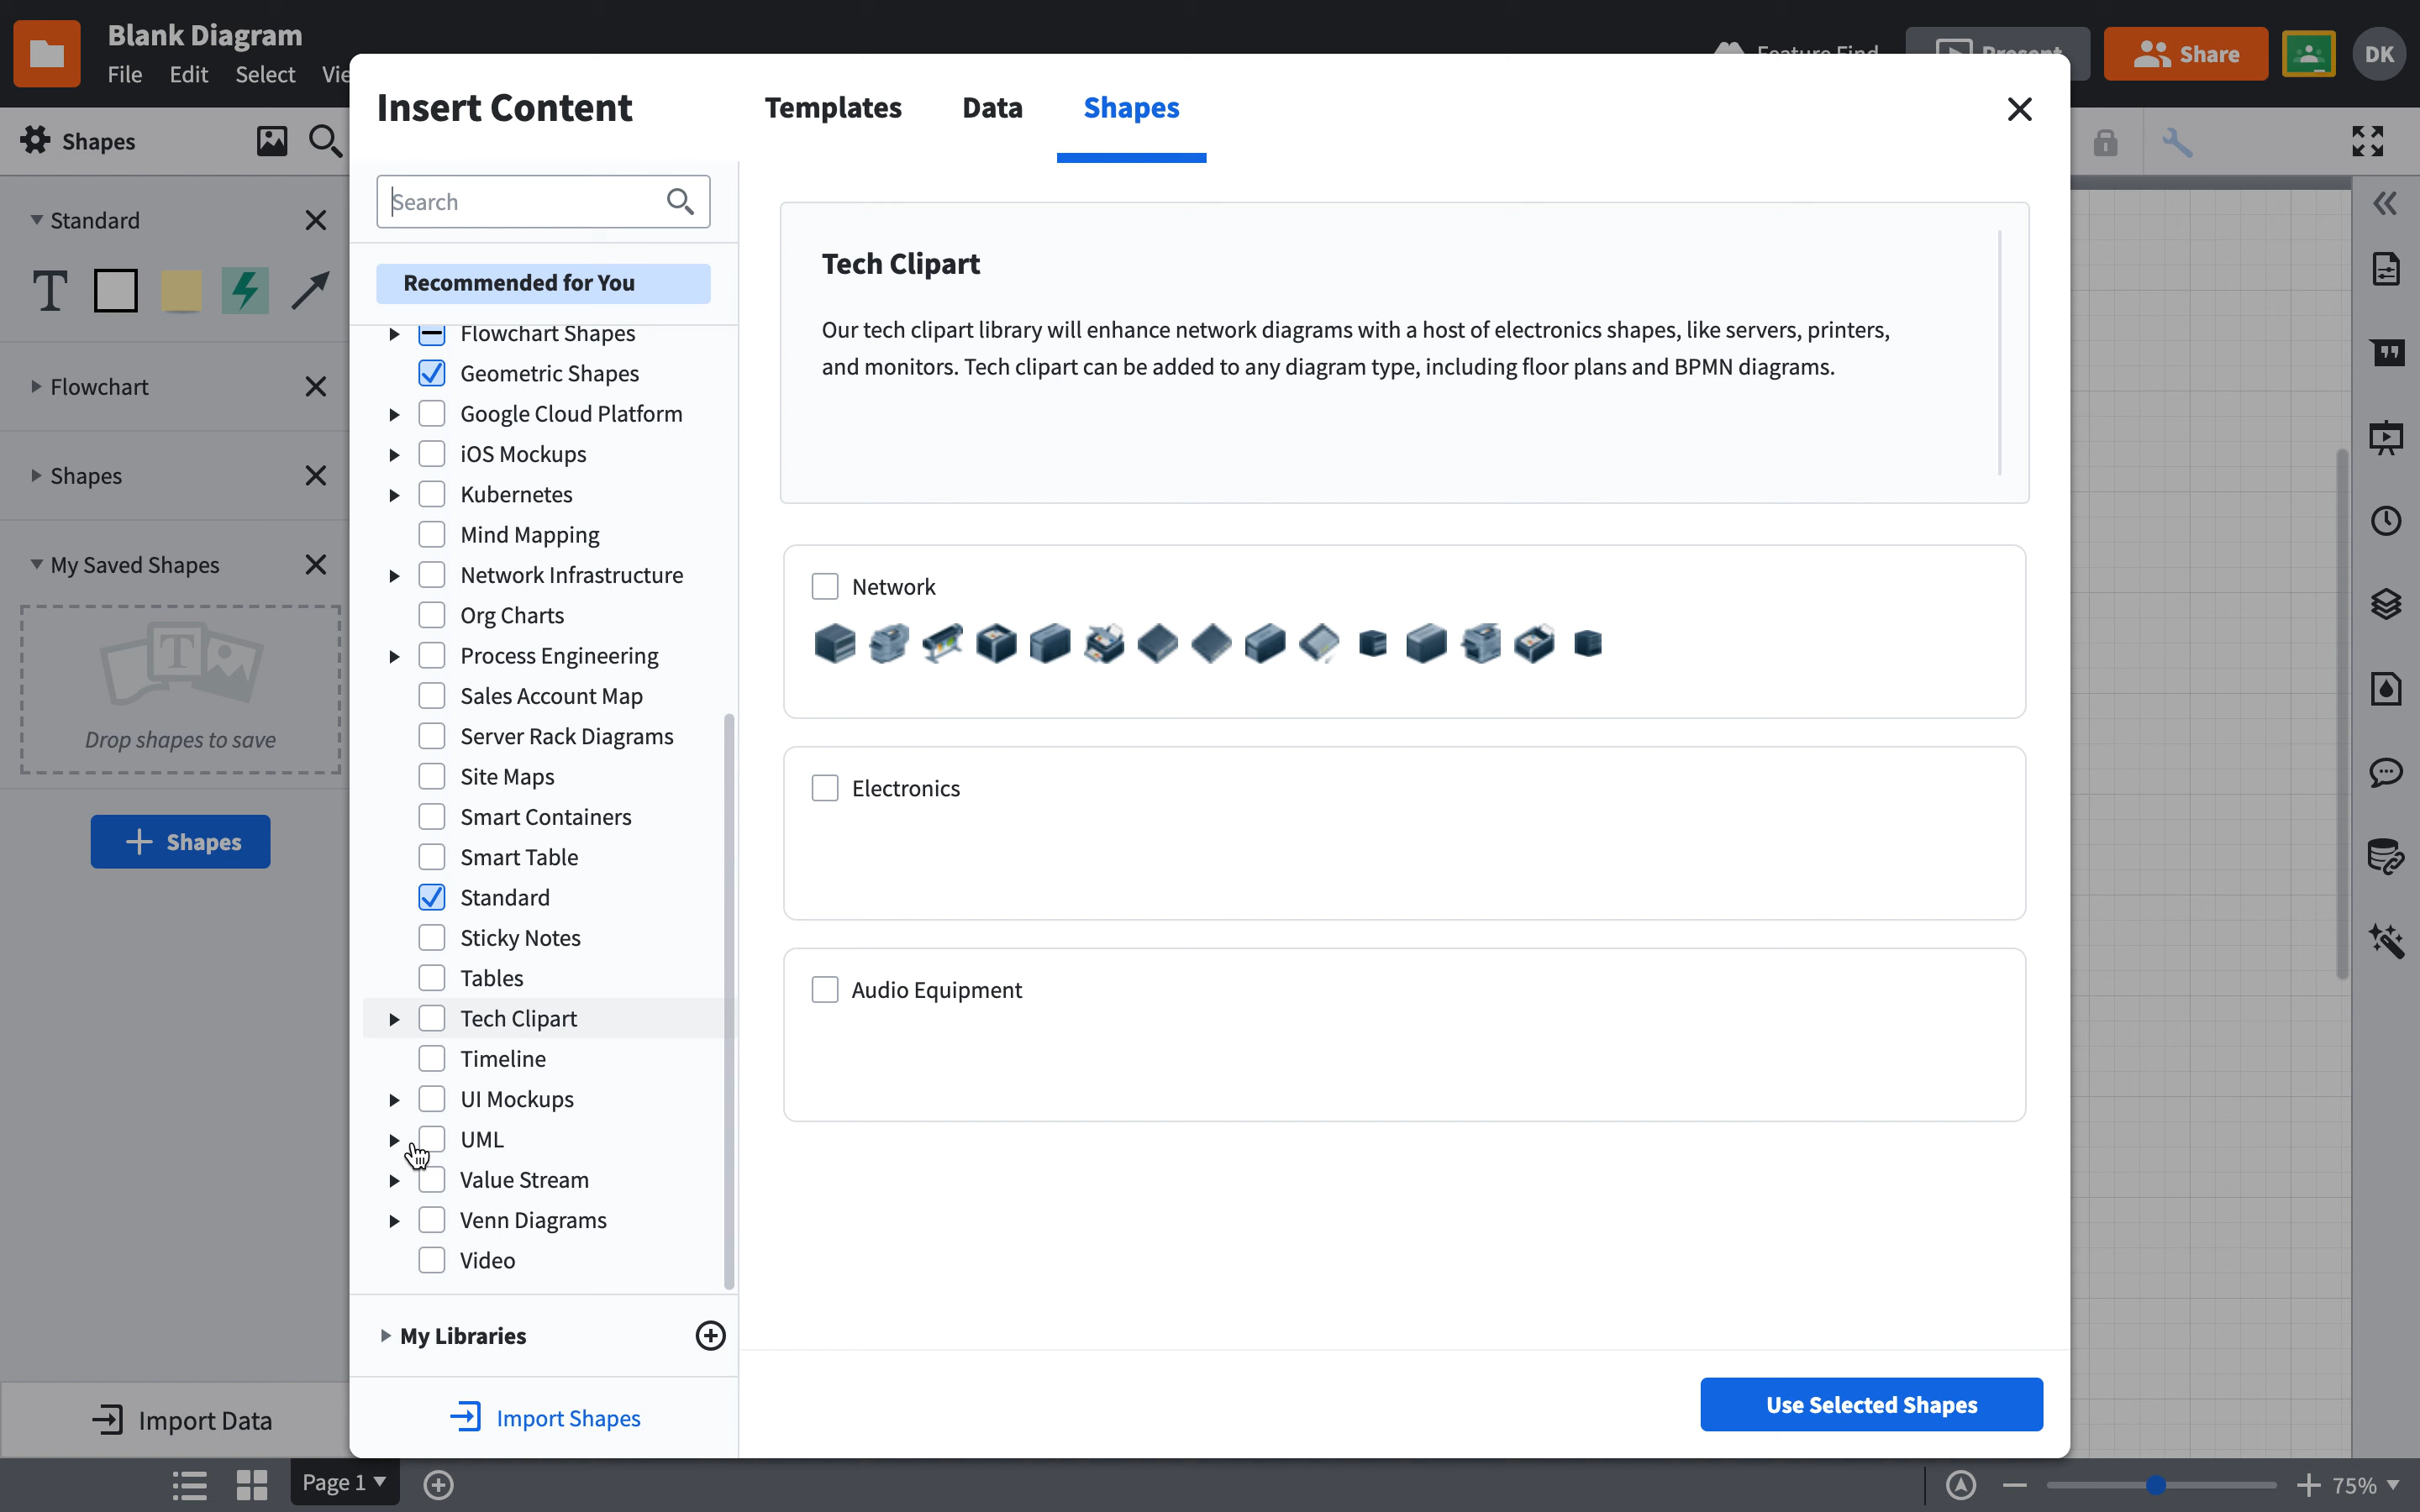 Blank Diagram
File Edit Select Vie
Present
Share
DK
Insert Content
Templates
Data
Shapes
Shapes
Search
Recommended for You
Standard
T
Flowchart
Shapes
My Saved Shapes
T
Drop shapes to save
+ Shapes
Import Data
Flowchart Shapes
Geometric Shapes
Google Cloud Platform
iOS Mockups
Kubernetes
Mind Mapping
Network Infrastructure
Org Charts
Process Engineering
Sales Account Map
Server Rack Diagrams
Site Maps
Smart Containers
Smart Table
Standard
Sticky Notes
Tables
Tech Clipart
Timeline
UI Mockups
UML
Value Stream
Venn Diagrams
Video
My Libraries
Import Shapes
Tech Clipart
Our tech clipart library will enhance network diagrams with a host of electronics shapes, like servers, printers,
and monitors. Tech clipart can be added to any diagram type, including floor plans and BPMN diagrams.
Network
Electronics
Audio Equipment
Use Selected Shapes
Page 1
75%